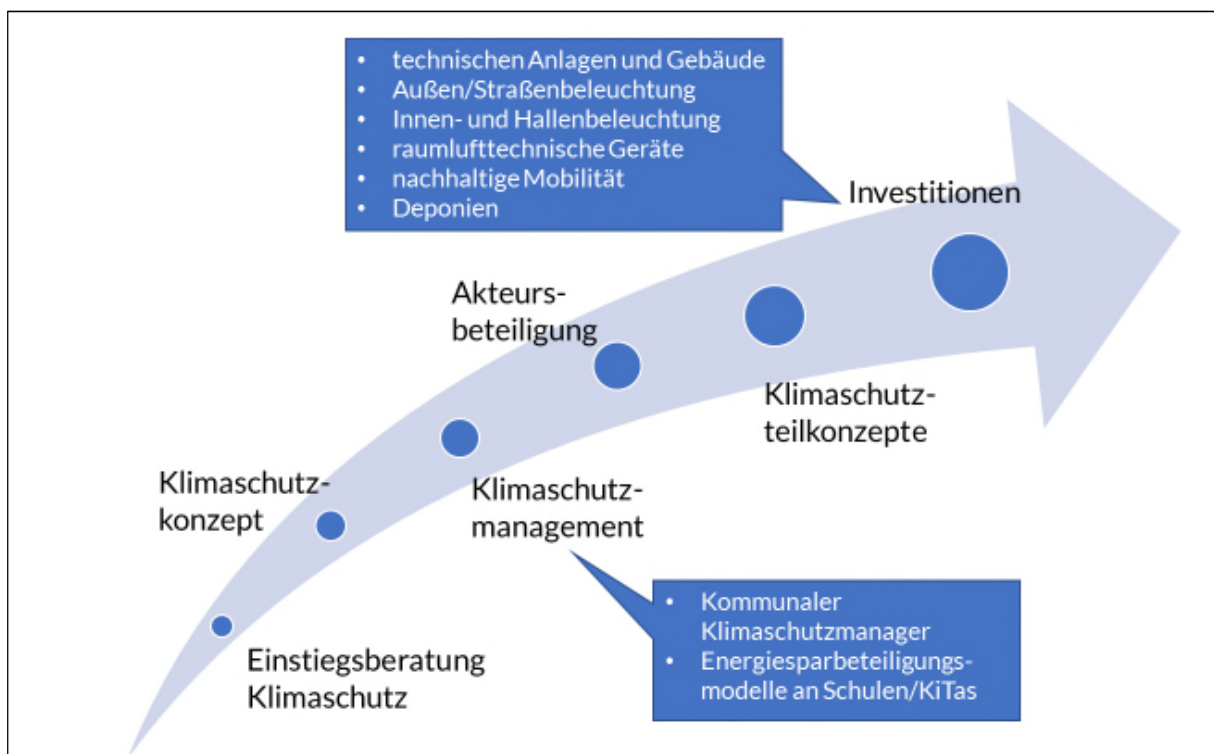 • technischen Anlagen und Gebäude
• Außen/Straßenbeleuchtung
• Innen- und Hallenbeleuchtung
• raumlufttechnische Geräte
• nachhaltige Mobilität
• Deponien
Investitionen
Akteurs-
beteiligung
Klimaschutz-
teilkonzepte
Klimaschutz-
konzept
Klimaschutz-
management
• Kommunaler
Klimaschutzmanager
• Energiesparbeteiligungs-
modelle an Schulen/KiTas
Einstiegsberatung
Klimaschutz